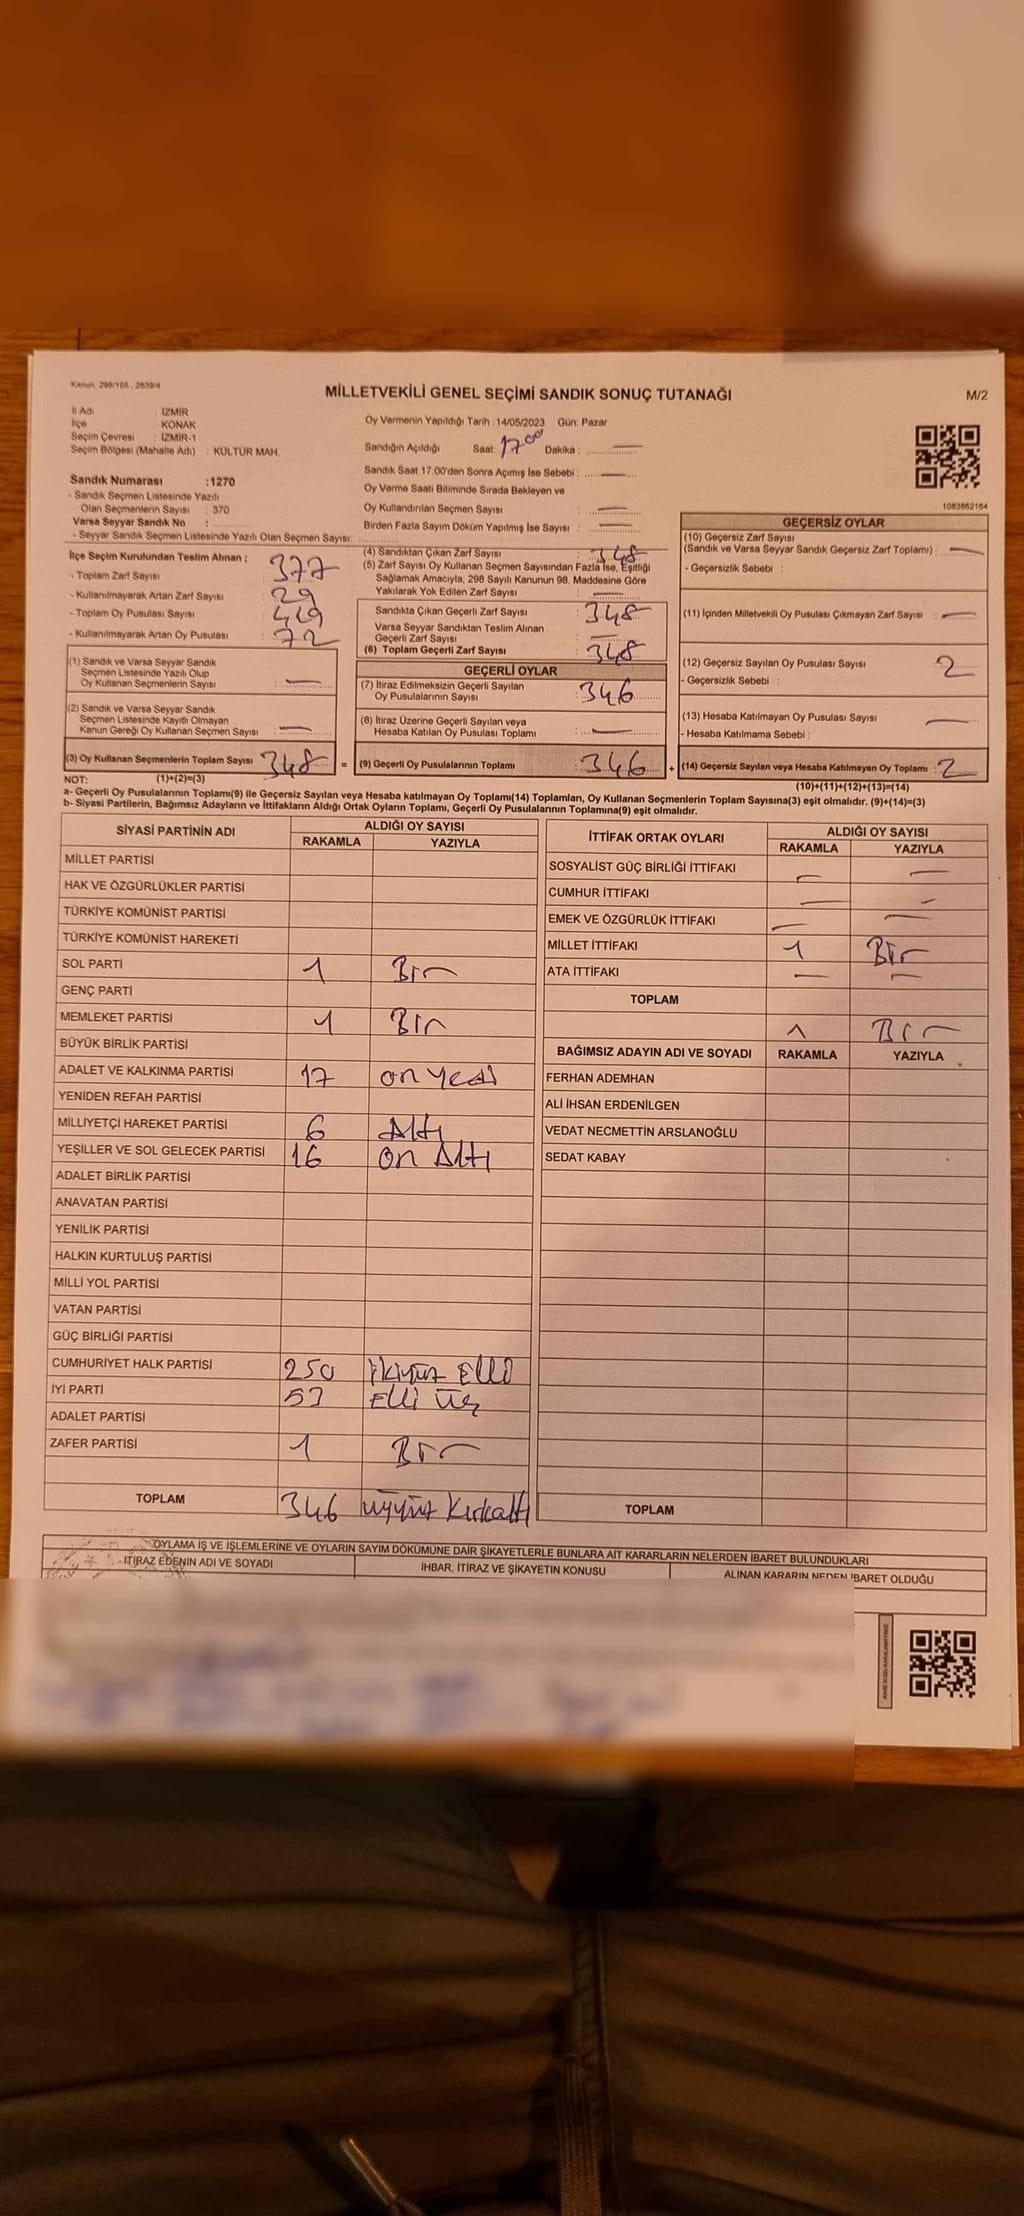 Kanun, 298/105 , 2839/4
MİLLETVEKİLİ GENEL SEÇİMİ SANDIK SONUÇ TUTANAĞI
M/2
İl Adı : İZMİR
İlçe : KONAK
Seçim Çevresi : İZMİR-1
Seçim Bölgesi (Mahalle Adı) : KÜLTÜR MAH.
Oy Vermenin Yapıldığı Tarih : 14/05/2023 Gün: Pazar
Sandığın Açıldığı Saat: 17 00 Dakika : —
Sandık Saat 17:00'den Sonra Açımış İse Sebebi : —
Oy Verme Saati Bitiminde Sırada Bekleyen ve
Oy Kullandırılan Seçmen Sayısı : —
Birden Fazla Sayım Döküm Yapılmış İse Sayısı : —
Sandık Numarası : 1270
- Sandık Seçmen Listesinde Yazılı
Olan Seçmenlerin Sayısı : 370
Varsa Seyyar Sandık No :
- Seyyar Sandık Seçmen Listesinde Yazılı Olan Seçmen Sayısı:
1083862164
İlçe Seçim Kurulundan Teslim Alınan ;
- Toplam Zarf Sayısı : 377
- Kullanılmayarak Artan Zarf Sayısı : 29
- Toplam Oy Pusulası Sayısı : 419
- Kullanılmayarak Artan Oy Pusulası : 72
(1) Sandık ve Varsa Seyyar Sandık
Seçmen Listesinde Yazılı Olup
Oy Kullanan Seçmenlerin Sayısı : —
(2) Sandık ve Varsa Seyyar Sandık
Seçmen Listesinde Kayıtlı Olmayan
Kanun Gereği Oy Kullanan Seçmen Sayısı : —
(3) Oy Kullanan Seçmenlerin Toplam Sayısı 348 =
(4) Sandıktan Çıkan Zarf Sayısı : 348
(5) Zarf Sayısı Oy Kullanan Seçmen Sayısından Fazla İse, Eşitliği
Sağlamak Amacıyla, 298 Sayılı Kanunun 98. Maddesine Göre
Yakılarak Yok Edilen Zarf Sayısı : —
Sandıkta Çıkan Geçerli Zarf Sayısı : 348
Varsa Seyyar Sandıktan Teslim Alınan
Geçerli Zarf Sayısı : —
(6) Toplam Geçerli Zarf Sayısı : 348
GEÇERLİ OYLAR
(7) İtiraz Edilmeksizin Geçerli Sayılan
Oy Pusulalarının Sayısı : 346
(8) İtiraz Üzerine Geçerli Sayılan veya
Hesaba Katılan Oy Pusulası Toplamı : —
(9) Geçerli Oy Pusulalarının Toplamı : 346 +
GEÇERSİZ OYLAR
(10) Geçersiz Zarf Sayısı
(Sandık ve Varsa Seyyar Sandık Geçersiz Zarf Toplamı) : —
- Geçersizlik Sebebi :
(11) İçinden Milletvekili Oy Pusulası Çıkmayan Zarf Sayısı : —
(12) Geçersiz Sayılan Oy Pusulası Sayısı 2
- Geçersizlik Sebebi :
(13) Hesaba Katılmayan Oy Pusulası Sayısı —
- Hesaba Katılmama Sebebi :
(14) Geçersiz Sayılan veya Hesaba Katılmayan Oy Toplamı : 2
NOT: (1)+(2)=(3)
(10)+(11)+(12)+(13)=(14)
a- Geçerli Oy Pusulalarının Toplamı(9) ile Geçersiz Sayılan veya Hesaba Katılmayan Oy Toplamı(14) Toplamları, Oy Kullanan Seçmenlerin Toplam Sayısına(3) eşit olmalıdır. (9)+(14)=(3)
b- Siyasi Partilerin, Bağımsız Adayların ve İttifakların Aldığı Ortak Oyların Toplamı, Geçerli Oy Pusulalarının Toplamına(9) eşit olmalıdır.
SİYASİ PARTİNİN ADI ALDIĞI OY SAYISI
RAKAMLA YAZIYLA
MİLLET PARTİSİ
HAK VE ÖZGÜRLÜKLER PARTİSİ
TÜRKİYE KOMÜNİST PARTİSİ
TÜRKİYE KOMÜNİST HAREKETİ
SOL PARTİ 1 Bir
GENÇ PARTİ
MEMLEKET PARTİSİ 1 Bir
BÜYÜK BİRLİK PARTİSİ
ADALET VE KALKINMA PARTİSİ 17 on yedi
YENİDEN REFAH PARTİSİ
MİLLİYETÇİ HAREKET PARTİSİ 6 Altı
YEŞİLLER VE SOL GELECEK PARTİSİ 16 on Altı
ADALET BİRLİK PARTİSİ
ANAVATAN PARTİSİ
YENİLİK PARTİSİ
HALKIN KURTULUŞ PARTİSİ
MİLLİ YOL PARTİSİ
VATAN PARTİSİ
GÜÇ BİRLİĞİ PARTİSİ
CUMHURİYET HALK PARTİSİ 250 ikiyüz Elli
İYİ PARTİ 53 Elli üç
ADALET PARTİSİ
ZAFER PARTİSİ 1 Bir
TOPLAM 346 üçyüz kırkaltı
İTTİFAK ORTAK OYLARI ALDIĞI OY SAYISI
RAKAMLA YAZIYLA
SOSYALİST GÜÇ BİRLİĞİ İTTİFAKI — —
CUMHUR İTTİFAKI — —
EMEK VE ÖZGÜRLÜK İTTİFAKI — —
MİLLET İTTİFAKI 1 Bir
ATA İTTİFAKI — —
TOPLAM
1 Bir
BAĞIMSIZ ADAYIN ADI VE SOYADI RAKAMLA YAZIYLA
FERHAN ADEMHAN
ALİ İHSAN ERDENİLGEN
VEDAT NECMETTİN ARSLANOĞLU
SEDAT KABAY
TOPLAM
OYLAMA İŞ VE İŞLEMLERİNE VE OYLARIN SAYIM DÖKÜMÜNE DAİR ŞİKAYETLERLE BUNLARA AİT KARARLARIN NELERDEN İBARET BULUNDUKLARI
İTİRAZ EDENİN ADI VE SOYADI İHBAR, İTİRAZ VE ŞİKAYETİN KONUSU ALINAN KARARIN NEDEN İBARET OLDUĞU